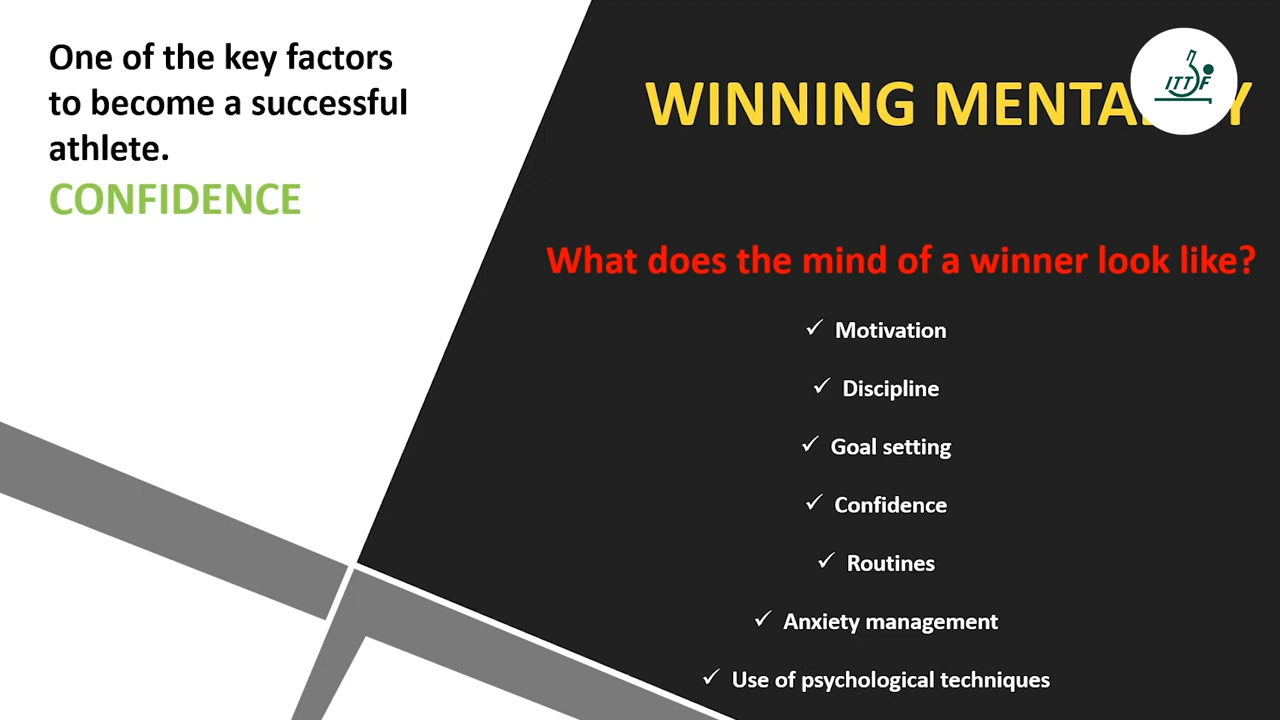 One of the key factors
to become a successful
athlete.
CONFIDENCE
WINNING
ITTF
What does the mind of a winner look like?
✓ Motivation
✓ Discipline
✓ Goal setting
✓ Confidence
✓ Routines
✓ Anxiety management
✓ Use of psychological techniques